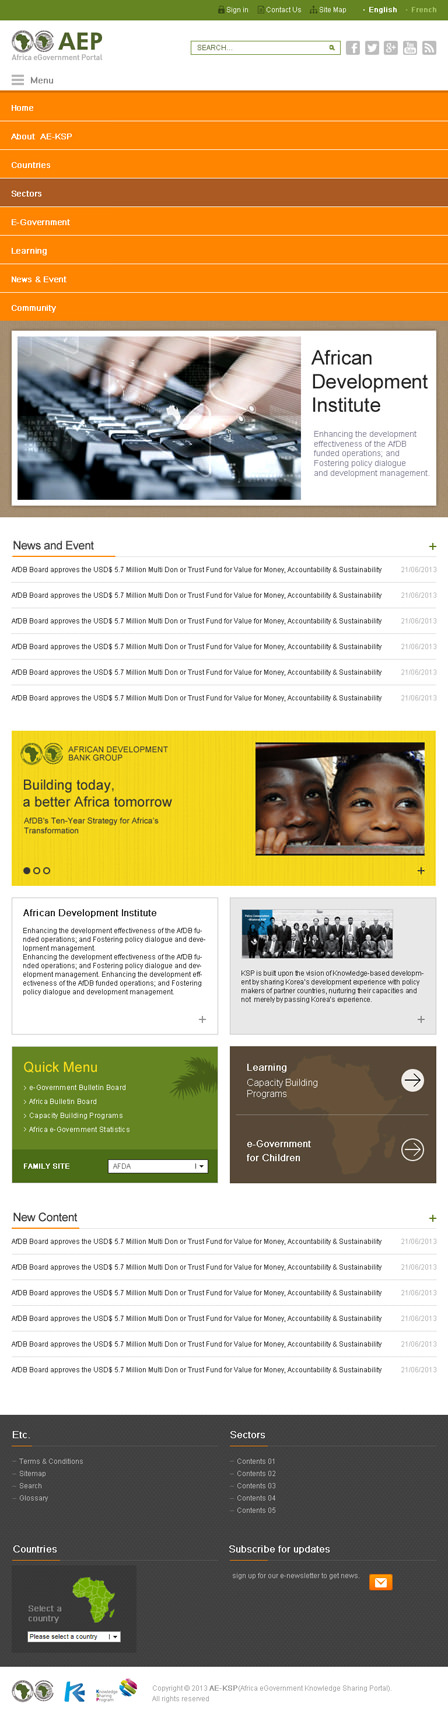 Sign in Contact Us Site Map English French
AEP
Africa eGovernment Portal
SEARCH...
Menu
Home
About AE-KSP
Countries
Sectors
E-Government
Learning
News & Event
Community
African
Development
Institute
Enhancing the development
effectiveness of the AfDB
funded operations; and
Fostering policy dialogue
and development management.
News and Event
AfDB Board approves the USD$ 5.7 Million Multi Don or Trust Fund for Value for Money, Accountability & Sustainability 21/06/2013
AfDB Board approves the USD$ 5.7 Million Multi Don or Trust Fund for Value for Money, Accountability & Sustainability 21/06/2013
AfDB Board approves the USD$ 5.7 Million Multi Don or Trust Fund for Value for Money, Accountability & Sustainability 21/06/2013
AfDB Board approves the USD$ 5.7 Million Multi Don or Trust Fund for Value for Money, Accountability & Sustainability 21/06/2013
AfDB Board approves the USD$ 5.7 Million Multi Don or Trust Fund for Value for Money, Accountability & Sustainability 21/06/2013
AfDB Board approves the USD$ 5.7 Million Multi Don or Trust Fund for Value for Money, Accountability & Sustainability 21/06/2013
AFRICAN DEVELOPMENT
BANK GROUP
Building today,
a better Africa tomorrow
AfDB's Ten-Year Strategy for Africa's
Transformation
African Development Institute
Enhancing the development effectiveness of the AfDB fu-
nded operations; and Fostering policy dialogue and deve-
lopment management.
Enhancing the development effectiveness of the AfDB fu-
nded operations; and Fostering policy dialogue and dev-
elopment management. Enhancing the development eff-
ectiveness of the AfDB funded operations; and Fostering
policy dialogue and development management.
KSP is built upon the vision of Knowledge-based developm-
ent by sharing Korea's development experience with policy
makers of partner countries, nurturing their capacities and
not merely by passing Korea's experience.
Quick Menu
> e-Government Bulletin Board
> Africa Bulletin Board
> Capacity Building Programs
> Africa e-Government Statistics
FAMILY SITE AFDA
Learning
Capacity Building
Programs
e-Government
for Children
New Content
AfDB Board approves the USD$ 5.7 Million Multi Don or Trust Fund for Value for Money, Accountability & Sustainability 21/06/2013
AfDB Board approves the USD$ 5.7 Million Multi Don or Trust Fund for Value for Money, Accountability & Sustainability 21/06/2013
AfDB Board approves the USD$ 5.7 Million Multi Don or Trust Fund for Value for Money, Accountability & Sustainability 21/06/2013
AfDB Board approves the USD$ 5.7 Million Multi Don or Trust Fund for Value for Money, Accountability & Sustainability 21/06/2013
AfDB Board approves the USD$ 5.7 Million Multi Don or Trust Fund for Value for Money, Accountability & Sustainability 21/06/2013
AfDB Board approves the USD$ 5.7 Million Multi Don or Trust Fund for Value for Money, Accountability & Sustainability 21/06/2013
Etc.
– Terms & Conditions
– Sitemap
– Search
– Glossary
Sectors
– Contents 01
– Contents 02
– Contents 03
– Contents 04
– Contents 05
Countries
Select a
country
Please select a country
Subscribe for updates
sign up for our e-newsletter to get news.
Knowledge
Sharing
Program
Copyright © 2013 AE-KSP(Africa eGovernment Knowledge Sharing Portal).
All rights reserved